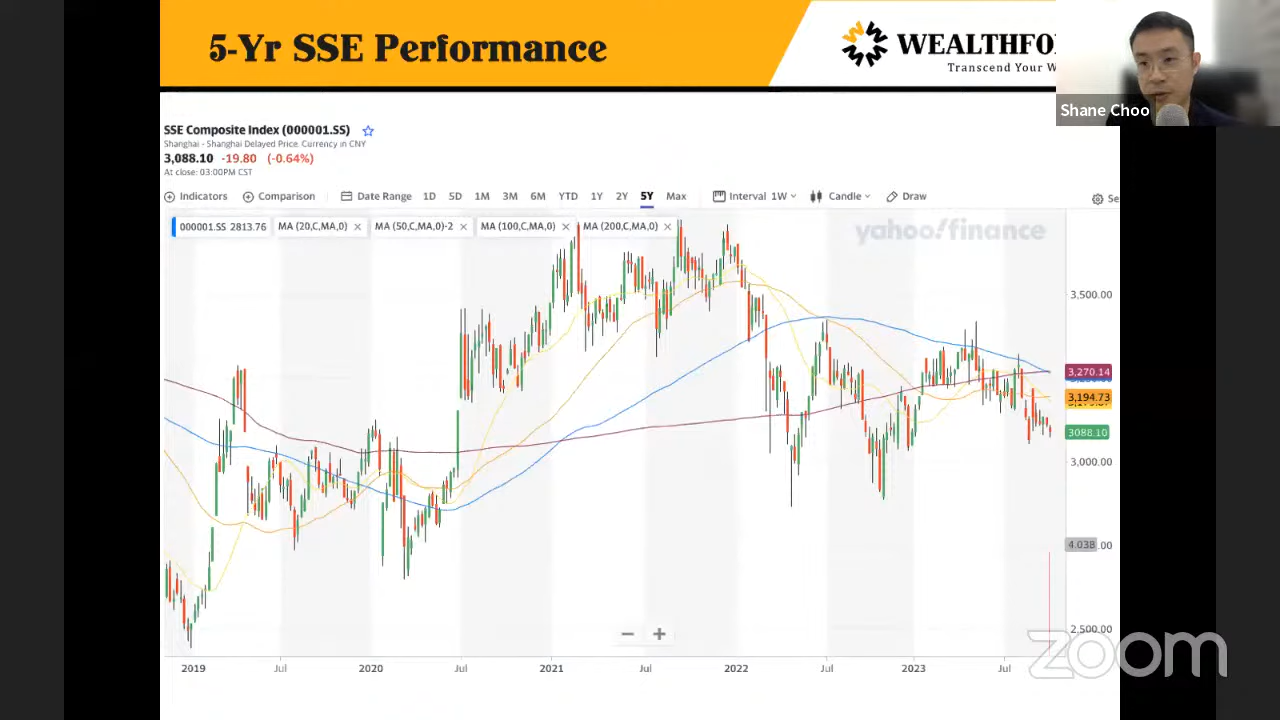 5-Yr SSE Performance
WEALTHFO
Transcend Your W
Shane Choo
SSE Composite Index (000001.SS)
Shanghai - Shanghai Delayed Price. Currency in CNY
3,088.10 -19.80 (-0.64%)
At close: 03:00PM CST
Indicators Comparison Date Range 1D 5D 1M 3M 6M YTD 1Y 2Y 5Y Max Interval 1W Candle Draw Se
000001.SS 2813.76 MA (20,C,MA,0) × MA (50,C,MA,0)-2 × MA (100,C,MA,0) × MA (200,C,MA,0) ×
yahoo!finance
3,500.00
3,270.14
3,194.73
3088.10
3,000.00
4.038 .00
2,500.00
− +
zoom
2019 Jul 2020 Jul 2021 Jul 2022 Jul 2023 Jul